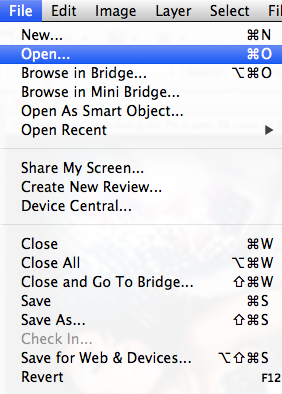 File Edit Image Layer Select Fil
New... ⌘N
Open... ⌘O
Browse in Bridge... ⌥⌘O
Browse in Mini Bridge...
Open As Smart Object...
Open Recent ▶
Share My Screen...
Create New Review...
Device Central...
Close ⌘W
Close All ⌥⌘W
Close and Go To Bridge... ⇧⌘W
Save ⌘S
Save As... ⇧⌘S
Check In...
Save for Web & Devices... ⌥⇧⌘S
Revert F12